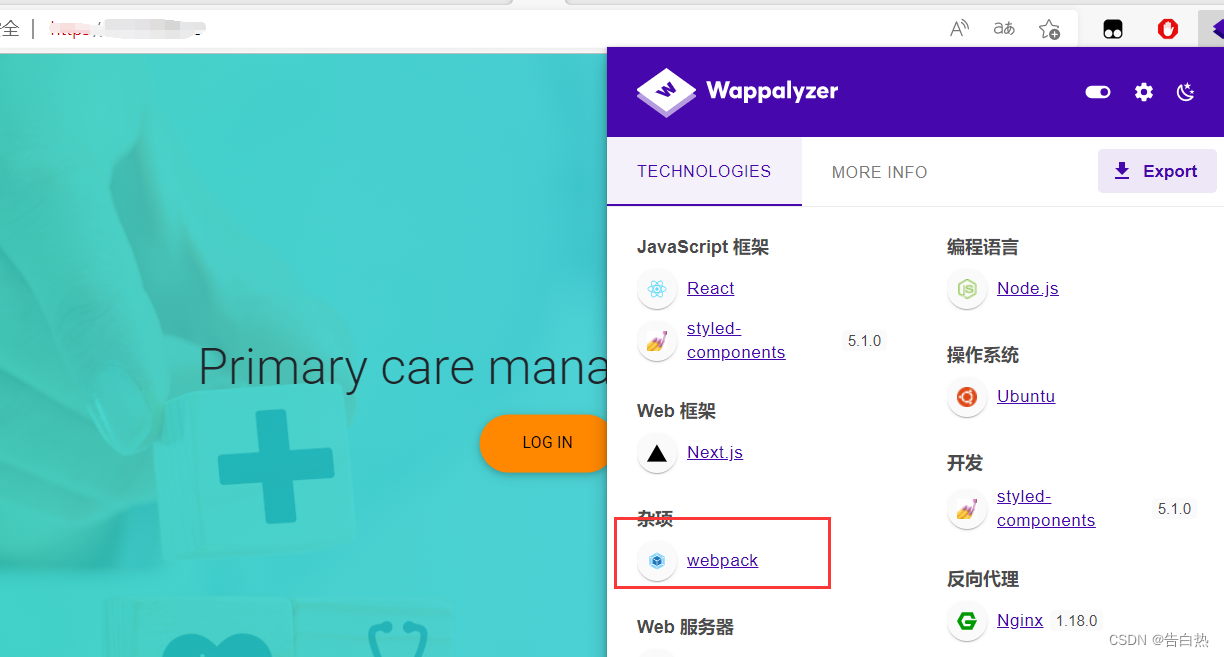 全
https:/
aあ
Wappalyzer
TECHNOLOGIES
MORE INFO
Export
JavaScript 框架
React
styled-
components
5.1.0
Web 框架
Next.js
杂项
webpack
Web 服务器
编程语言
Node.js
操作系统
Ubuntu
开发
styled-
components
5.1.0
反向代理
Nginx 1.18.0
Primary care mana
LOG IN
CSDN @告白热